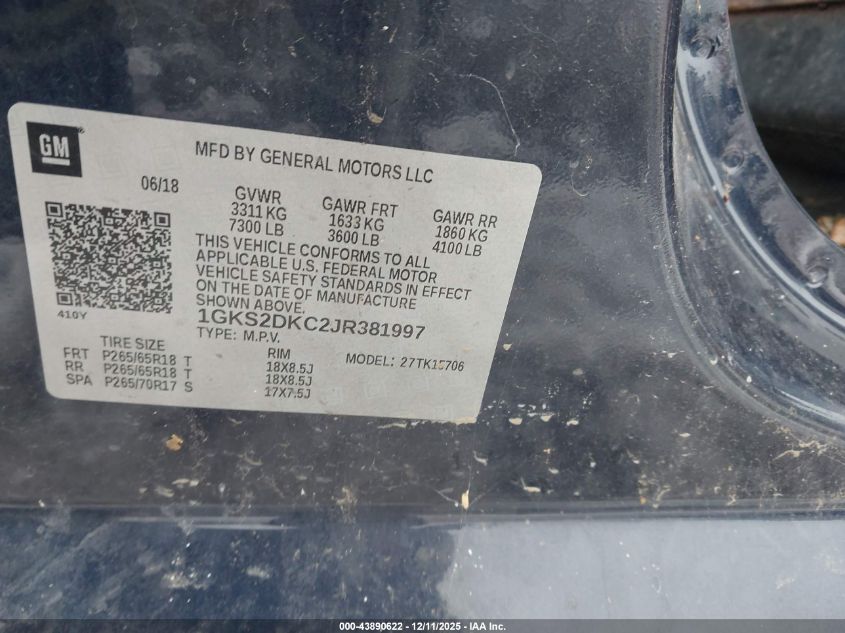 GM
MFD BY GENERAL MOTORS LLC
06/18
GVWR GAWR FRT GAWR RR
3311 KG 1633 KG 1860 KG
7300 LB 3600 LB 4100 LB
THIS VEHICLE CONFORMS TO ALL
APPLICABLE U.S. FEDERAL MOTOR
VEHICLE SAFETY STANDARDS IN EFFECT
ON THE DATE OF MANUFACTURE
SHOWN ABOVE.
410Y
1GKS2DKC2JR381997
TYPE: M.P.V.
MODEL: 27TK15706
TIRE SIZE RIM
FRT P265/65R18 T 18X8.5J
RR P265/65R18 T 18X8.5J
SPA P265/70R17 S 17X7.5J
000-43890622 - 12/11/2025 - IAA Inc.